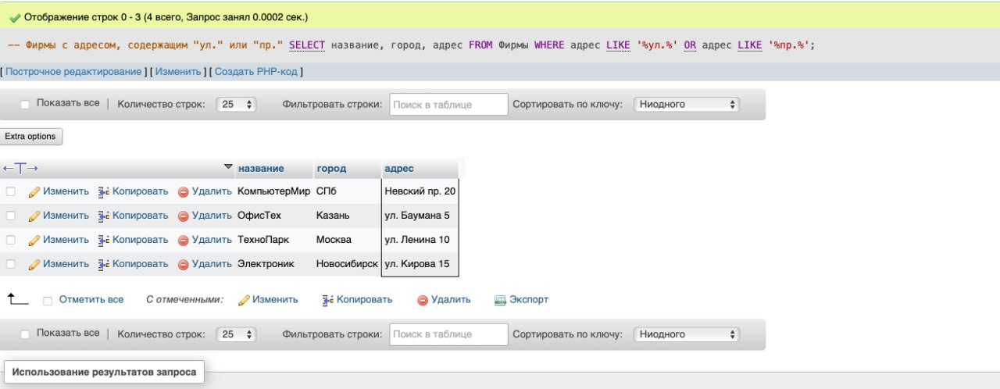 Отображение строк 0 - 3 (4 всего, Запрос занял 0.0002 сек.)
-- Фирмы с адресом, содержащим "ул." или "пр." SELECT название, город, адрес FROM Фирмы WHERE адрес LIKE '%ул.%' OR адрес LIKE '%пр.%';
[ Построчное редактирование ] [ Изменить ] [ Создать PHP-код ]
Показать все | Количество строк: 25 Фильтровать строки: Поиск в таблице Сортировать по ключу: Ниодного
Extra options
←T→ название город адрес
Изменить Копировать Удалить КомпьютерМир СПб Невский пр. 20
Изменить Копировать Удалить ОфисТех Казань ул. Баумана 5
Изменить Копировать Удалить ТехноПарк Москва ул. Ленина 10
Изменить Копировать Удалить Электроник Новосибирск ул. Кирова 15
Отметить все С отмеченными: Изменить Копировать Удалить Экспорт
Показать все | Количество строк: 25 Фильтровать строки: Поиск в таблице Сортировать по ключу: Ниодного
Использование результатов запроса